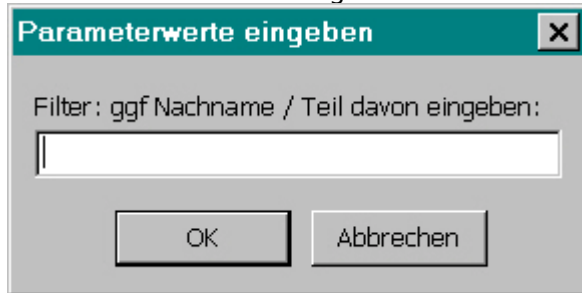 Parameterwerte eingeben
Filter: ggf Nachname / Teil davon eingeben:
OK Abbrechen